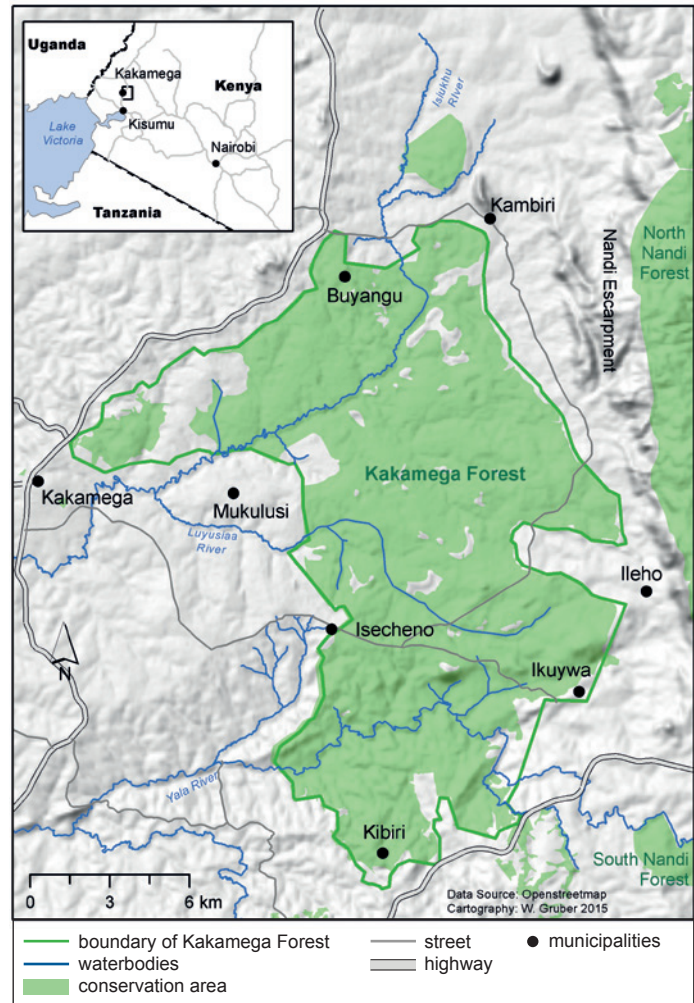 Uganda
Kakamega
Kenya
Lake
Victoria
Kisumu
Nairobi
Tanzania
Isiukhu
River
Kambiri
North
Nandi
Forest
Nandi Escarpment
Buyangu
Kakamega Forest
Kakamega
Mukulusi
Luyusiaa
River
Ileho
Isecheno
N
Ikuywa
Yala River
Kibiri
South Nandi
Forest
0 3 6 km
Data Source: Openstreetmap
Cartography: W. Gruber 2015
boundary of Kakamega Forest
street
municipalities
waterbodies
highway
conservation area